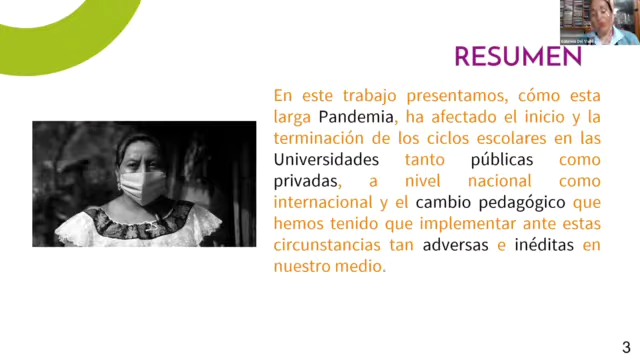 RESUMEN
En este trabajo presentamos, cómo esta
larga Pandemia, ha afectado el inicio y la
terminación de los ciclos escolares en las
Universidades tanto públicas como
privadas, a nivel nacional como
internacional y el cambio pedagógico que
hemos tenido que implementar ante estas
circunstancias tan adversas e inéditas en
nuestro medio.
3